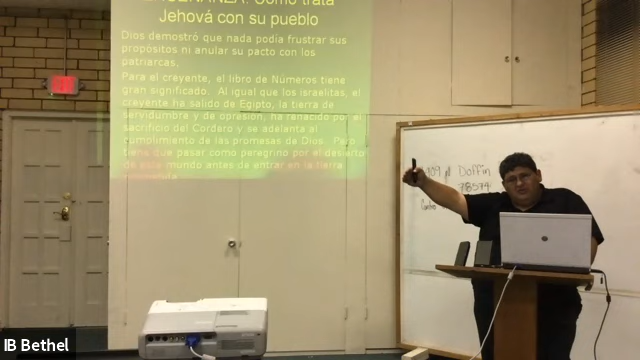 ENSEÑANZA: Como trata
Jehová con su pueblo
Dios demostró que nada podía frustrar sus
propósitos ni anular su pacto con los
patriarcas.
Para el creyente, el libro de Números tiene
gran significado. Al igual que los israelitas, el
creyente ha salido de Egipto, la tierra de
servidumbre y de opresión, ha renacido por el
sacrificio del Cordero y se adelanta al
cumplimiento de las promesas de Dios. Pero
tiene que pasar como peregrino por el desierto
de este mundo antes de entrar en la tierra
EXIT
Dolfin
78574
IB Bethel